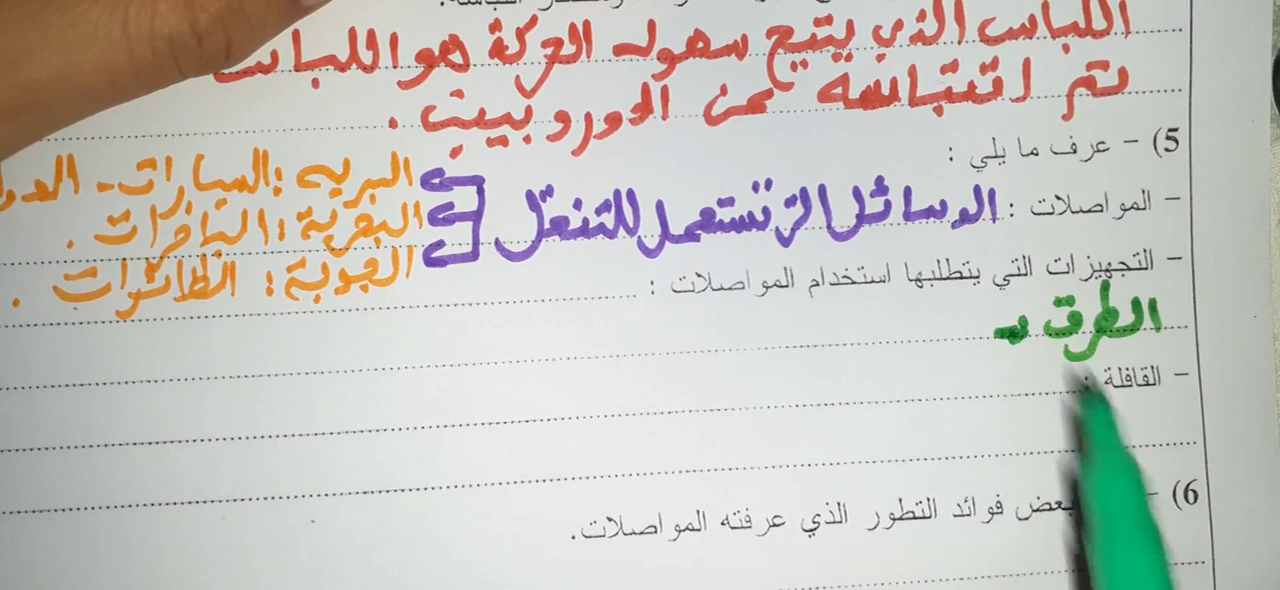 اللباس الذي يتيح سهولة الحركة هو اللباس
تم اقتباسه من الاوروبيين .
5) - عرف ما يلي :
- المواصلات : الوسائل التي تستعمل للتنقل
البرية : السيارات -
البحرية : الباخرات .
الجوية : الطائرات .
- التجهيزات التي يتطلبها استخدام المواصلات :
الطرق -
- القافلة :
6) - بعض فوائد التطور الذي عرفته المواصلات.